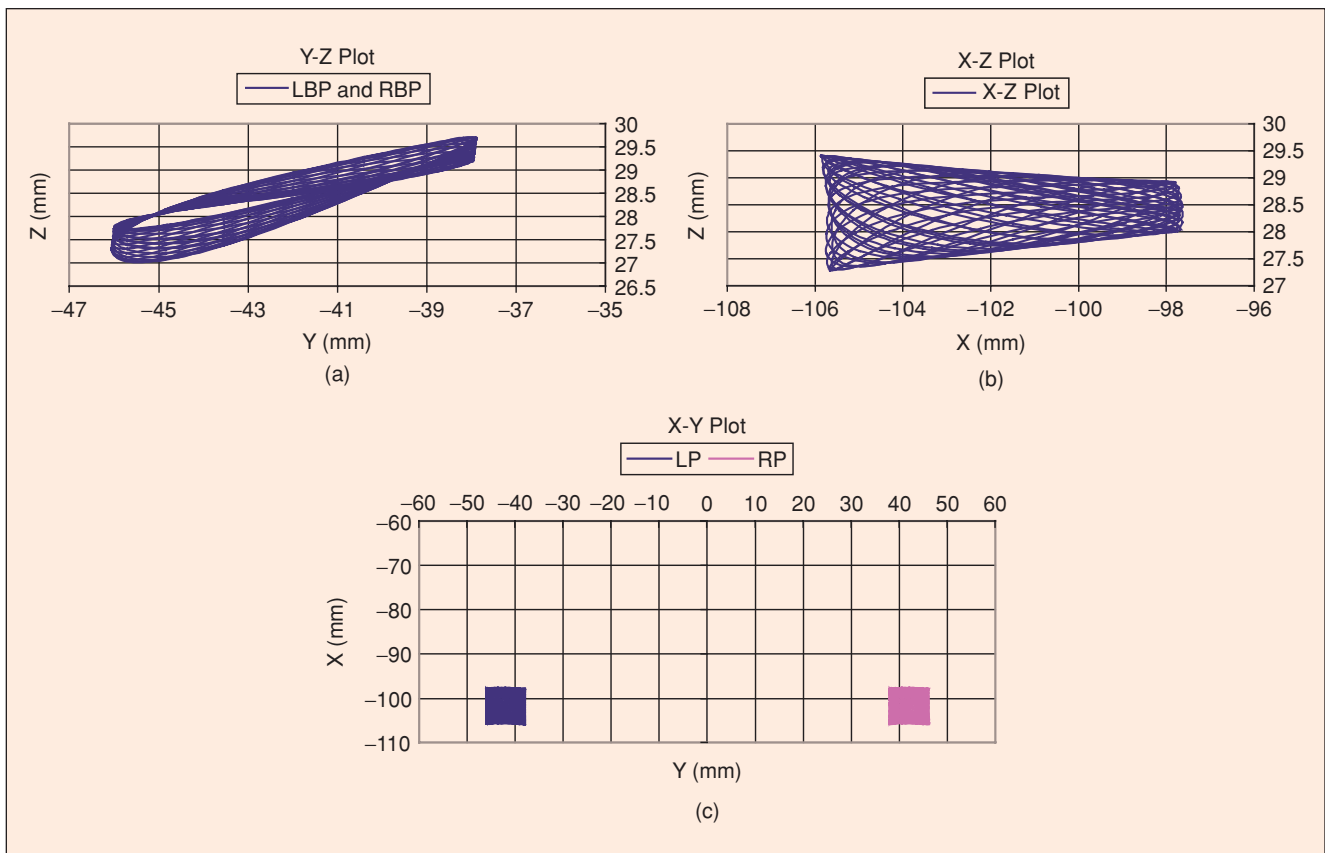 Y-Z Plot
LBP and RBP
Z (mm)
30
29.5
29
28.5
28
27.5
27
26.5
–47 –45 –43 –41 –39 –37 –35
Y (mm)
(a)
X-Z Plot
X-Z Plot
Z (mm)
30
29.5
29
28.5
28
27.5
27
–108 –106 –104 –102 –100 –98 –96
X (mm)
(b)
X-Y Plot
LP RP
–60 –50 –40 –30 –20 –10 0 10 20 30 40 50 60
X (mm)
–60
–70
–80
–90
–100
–110
Y (mm)
(c)